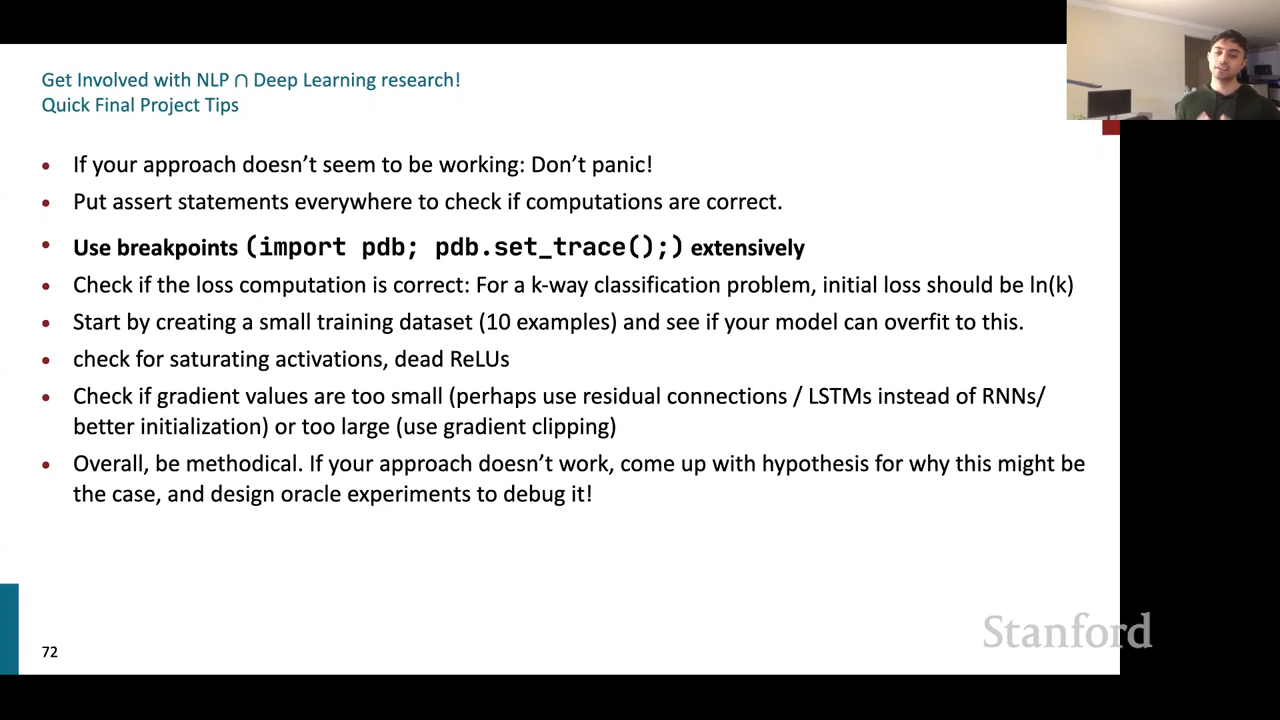 Get Involved with NLP ∩ Deep Learning research!
Quick Final Project Tips
• If your approach doesn’t seem to be working: Don’t panic!
• Put assert statements everywhere to check if computations are correct.
• Use breakpoints (import pdb; pdb.set_trace();) extensively
• Check if the loss computation is correct: For a k-way classification problem, initial loss should be ln(k)
• Start by creating a small training dataset (10 examples) and see if your model can overfit to this.
• check for saturating activations, dead ReLUs
• Check if gradient values are too small (perhaps use residual connections / LSTMs instead of RNNs/
better initialization) or too large (use gradient clipping)
• Overall, be methodical. If your approach doesn’t work, come up with hypothesis for why this might be
the case, and design oracle experiments to debug it!
Stanford
72